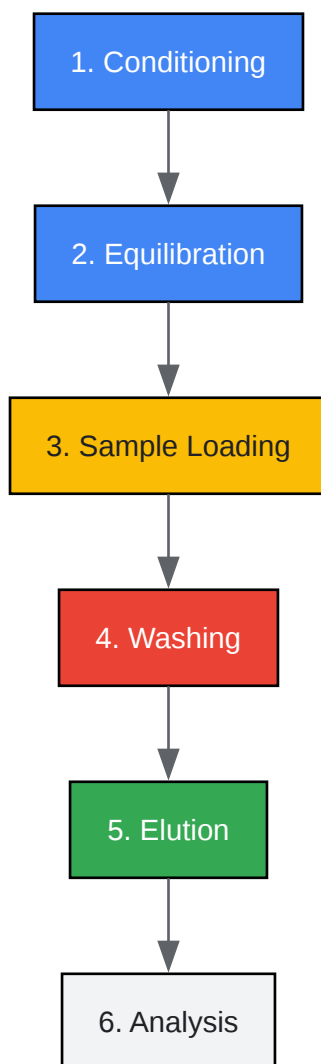 1. Conditioning
2. Equilibration
3. Sample Loading
4. Washing
5. Elution
6. Analysis